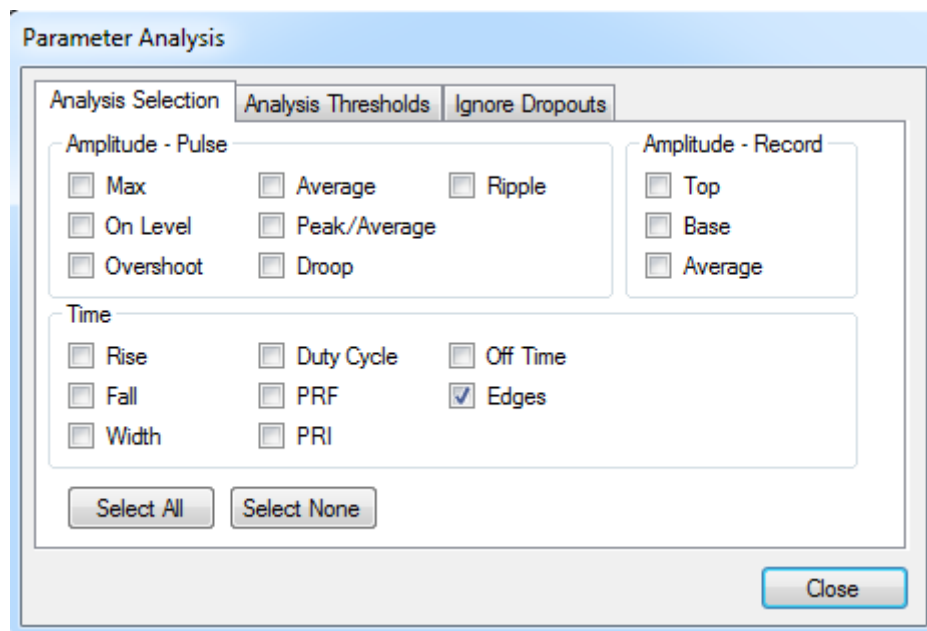 Parameter Analysis
Analysis Selection Analysis Thresholds Ignore Dropouts
Amplitude - Pulse Amplitude - Record
Max Average Ripple Top
On Level Peak/Average Base
Overshoot Droop Average
Time
Rise Duty Cycle Off Time
Fall PRF Edges
Width PRI
Select All Select None
Close